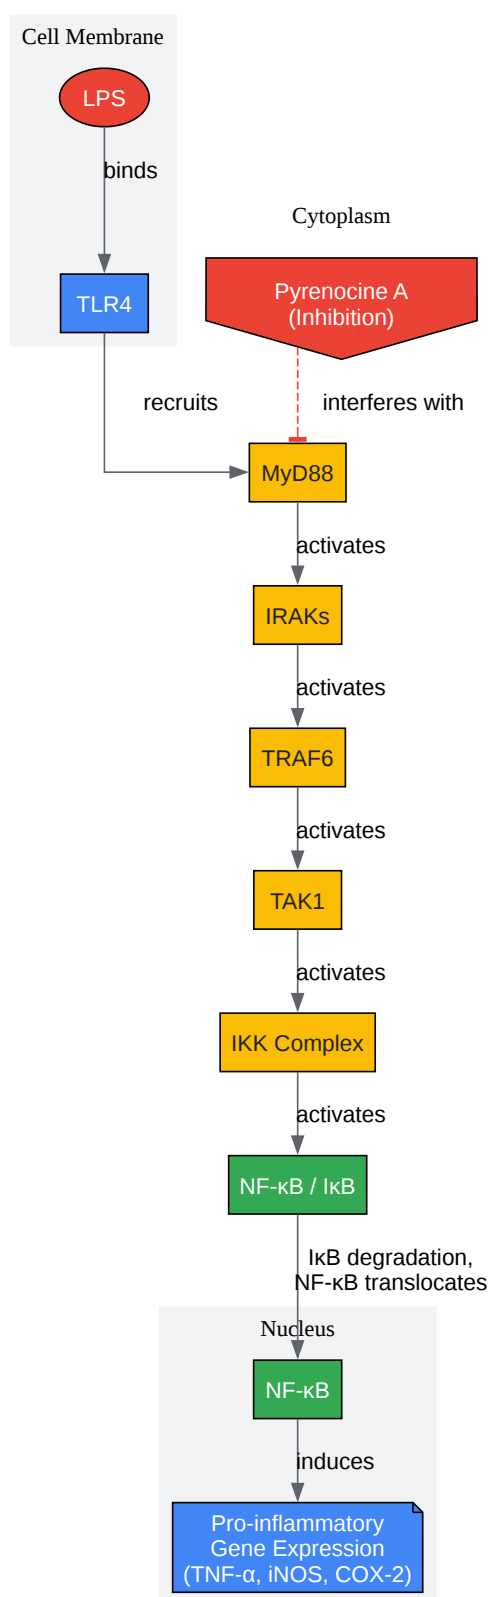 Cell Membrane
LPS
binds
TLR4
Cytoplasm
Pyrenocine A
(Inhibition)
recruits
interferes with
MyD88
activates
IRAKs
activates
TRAF6
activates
TAK1
activates
IKK Complex
activates
NF-κB / IκB
IκB degradation,
NF-κB translocates
Nucleus
NF-κB
induces
Pro-inflammatory
Gene Expression
(TNF-α, iNOS, COX-2)